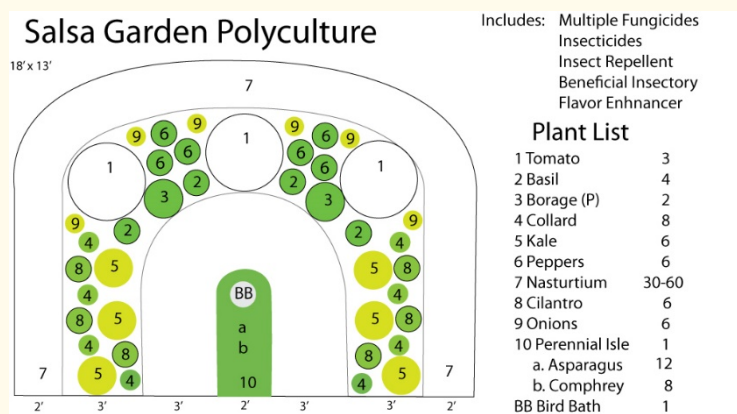 Salsa Garden Polyculture
18' x 13'
Includes: Multiple Fungicides
Insecticides
Insect Repellent
Beneficial Insectory
Flavor Enhnancer
Plant List
1 Tomato 3
2 Basil 4
3 Borage (P) 2
4 Collard 8
5 Kale 6
6 Peppers 6
7 Nasturtium 30-60
8 Cilantro 6
9 Onions 6
10 Perennial Isle 1
a. Asparagus 12
b. Comphrey 8
BB Bird Bath 1
7
9 6 9 1 9 6 9
1 6 6 6 6 1
3 2 2 3
9 2 2 9
4 4
8 5 5 8
4 BB 4
8 5 a 5 8
4 b 4
8 8
7 5 4 10 4 5 7
2' 3' 3' 2' 3' 3' 2'